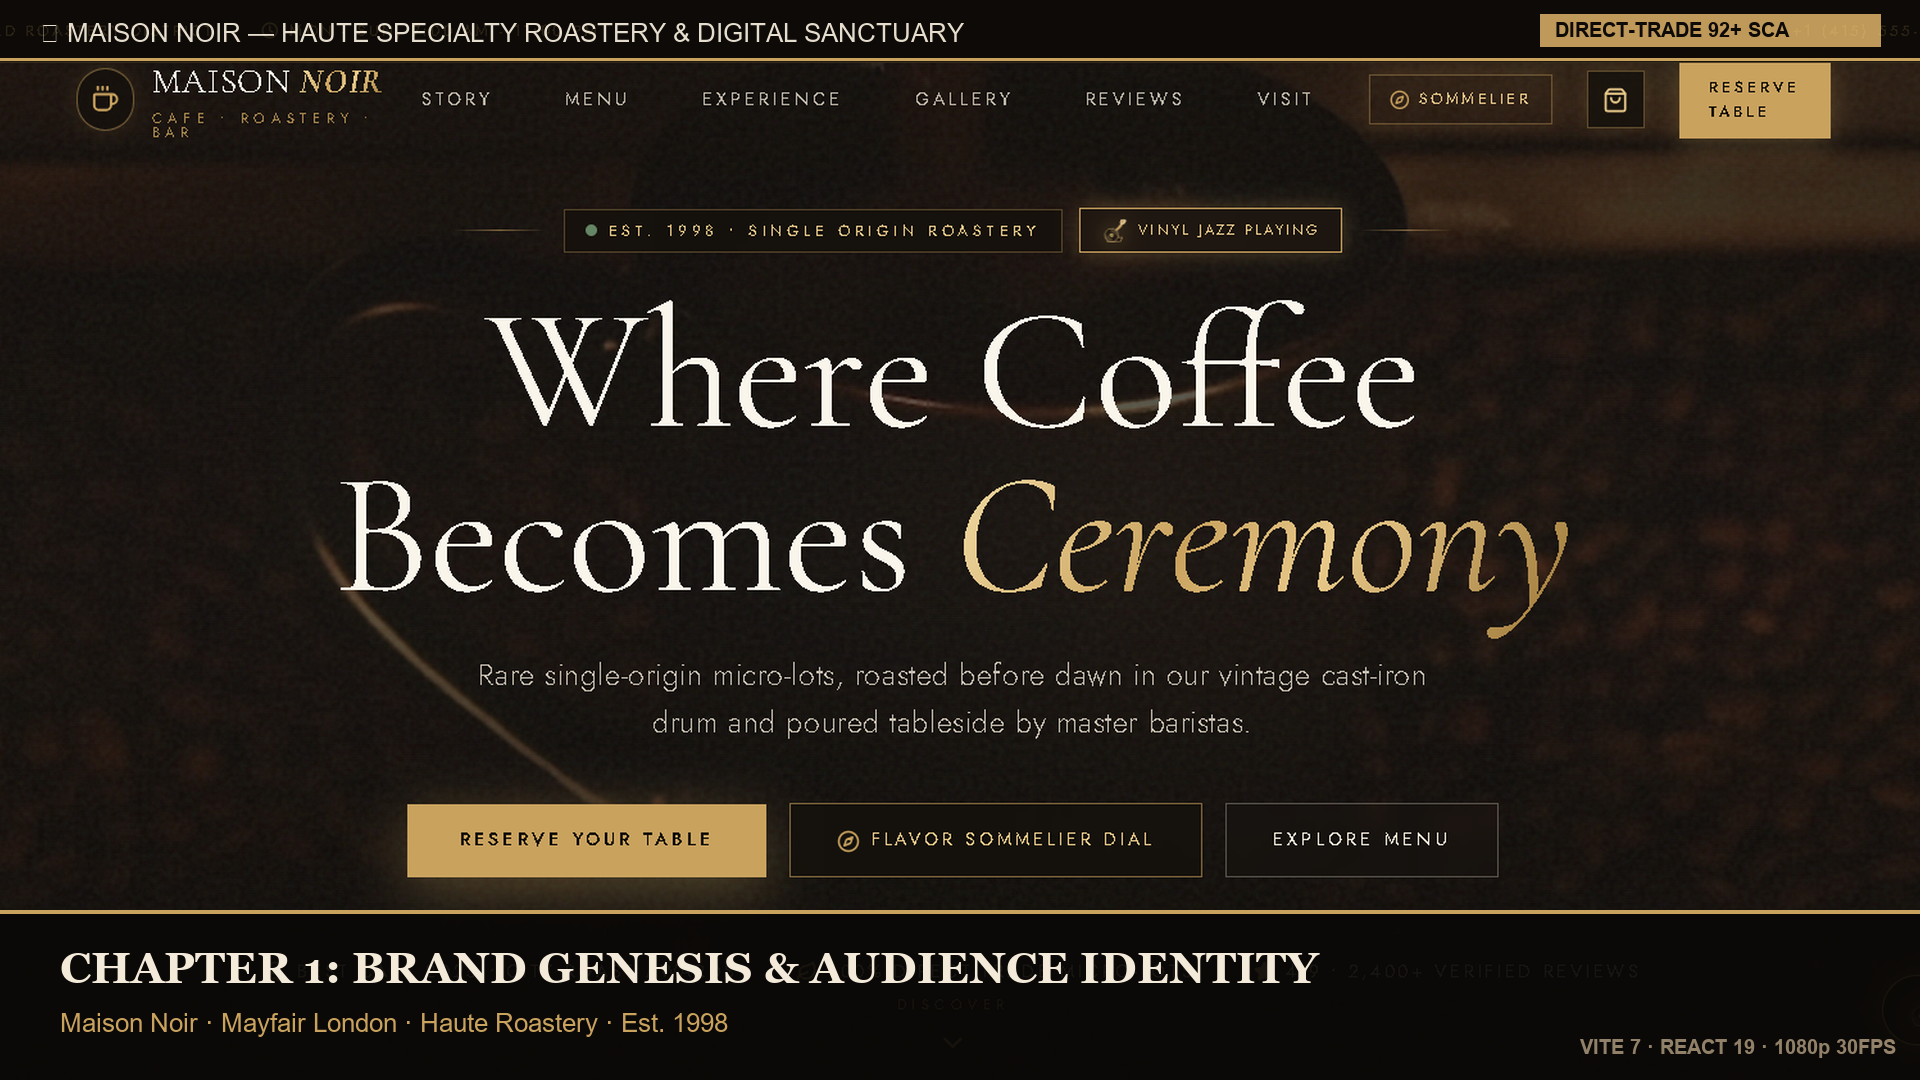 MAISON NOIR — HAUTE SPECIALTY ROASTERY & DIGITAL SANCTUARY
DIRECT-TRADE 92+ SCA
MAISON NOIR
CAFE · ROASTERY ·
BAR
STORY
MENU
EXPERIENCE
GALLERY
REVIEWS
VISIT
SOMMELIER
RESERVE
TABLE
EST. 1998 · SINGLE ORIGIN ROASTERY
VINYL JAZZ PLAYING
Where Coffee
Becomes Ceremony
Rare single-origin micro-lots, roasted before dawn in our vintage cast-iron
drum and poured tableside by master baristas.
RESERVE YOUR TABLE
FLAVOR SOMMELIER DIAL
EXPLORE MENU
CHAPTER 1: BRAND GENESIS & AUDIENCE IDENTITY
· 2,400+ VERIFIED REVIEWS
DISCOVER
Maison Noir · Mayfair London · Haute Roastery · Est. 1998
VITE 7 · REACT 19 · 1080p 30FPS